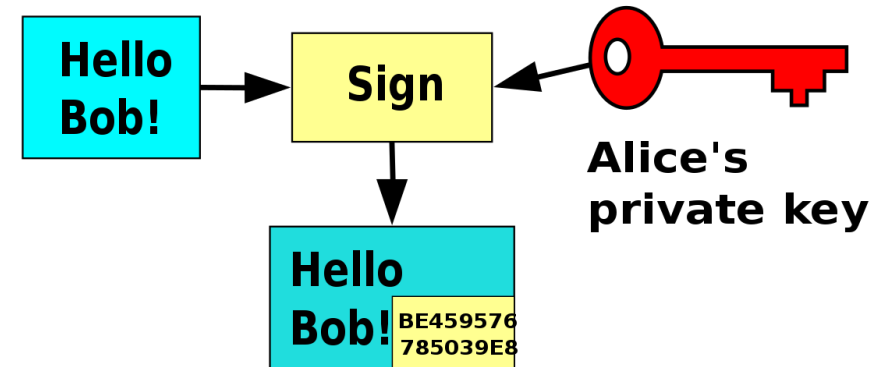 Hello
Bob!
Sign
Alice's
private key
Hello
Bob!
BE459576
785039E8